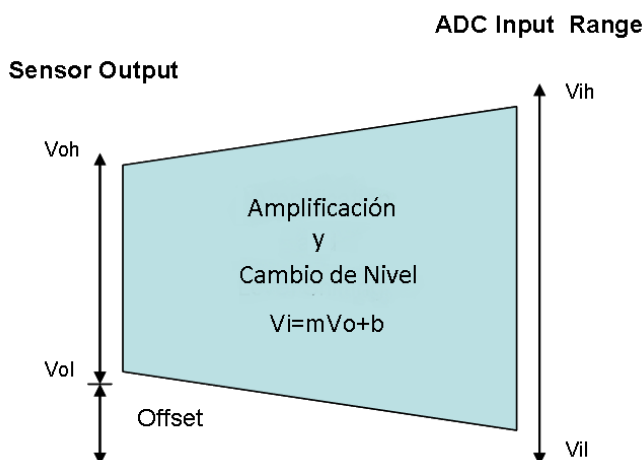 ADC Input Range
Sensor Output
Vih
Voh
Amplificación
y
Cambio de Nivel
Vi=mVo+b
Vol
Offset
Vil